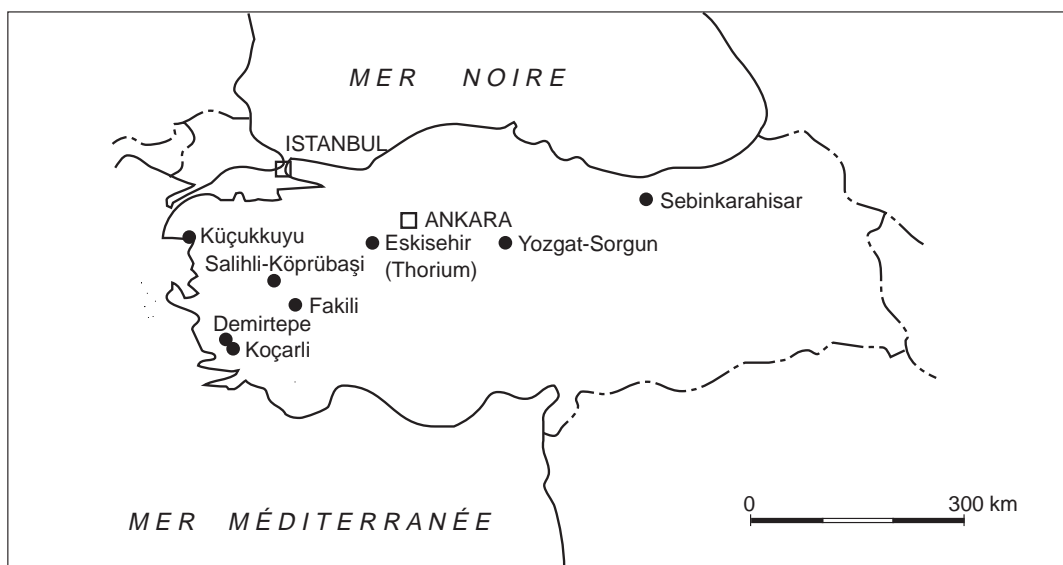 MER NOIRE
ISTANBUL
Sebinkarahisar
ANKARA
Küçukkuyu
Eskisehir
(Thorium)
Yozgat-Sorgun
Salihli-Köprübaşi
Fakili
Demirtepe
Koçarli
0 300 km
MER MÉDITERRANÉE